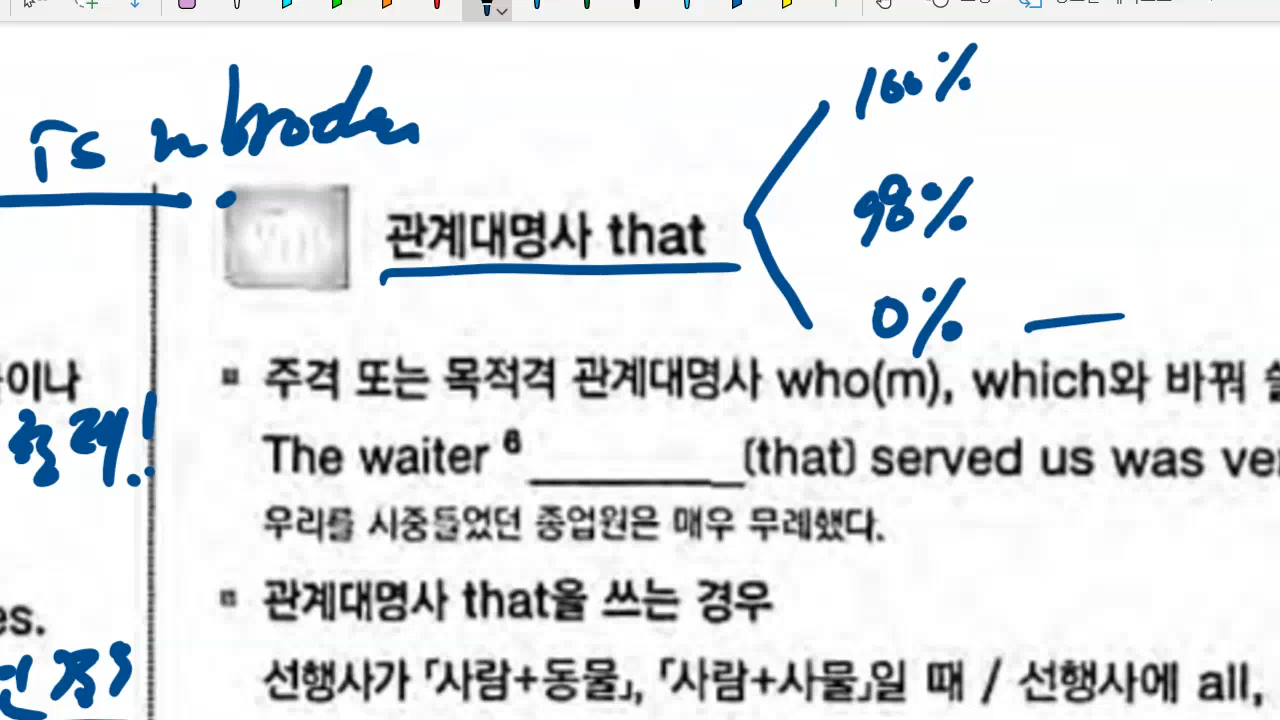 100%
is
98%
관계대명사 that
0%
주격 또는 목적격 관계대명사 who(m), which와 바꿔
이나
The waiter 6 ________ (that) served us was
우리를 시중들었던 종업원은 매우 무례했다.
관계대명사 that을 쓰는 경우
es.
선행사가 「사람+동물」, 「사람+사물」일 때 / 선행사에 all,